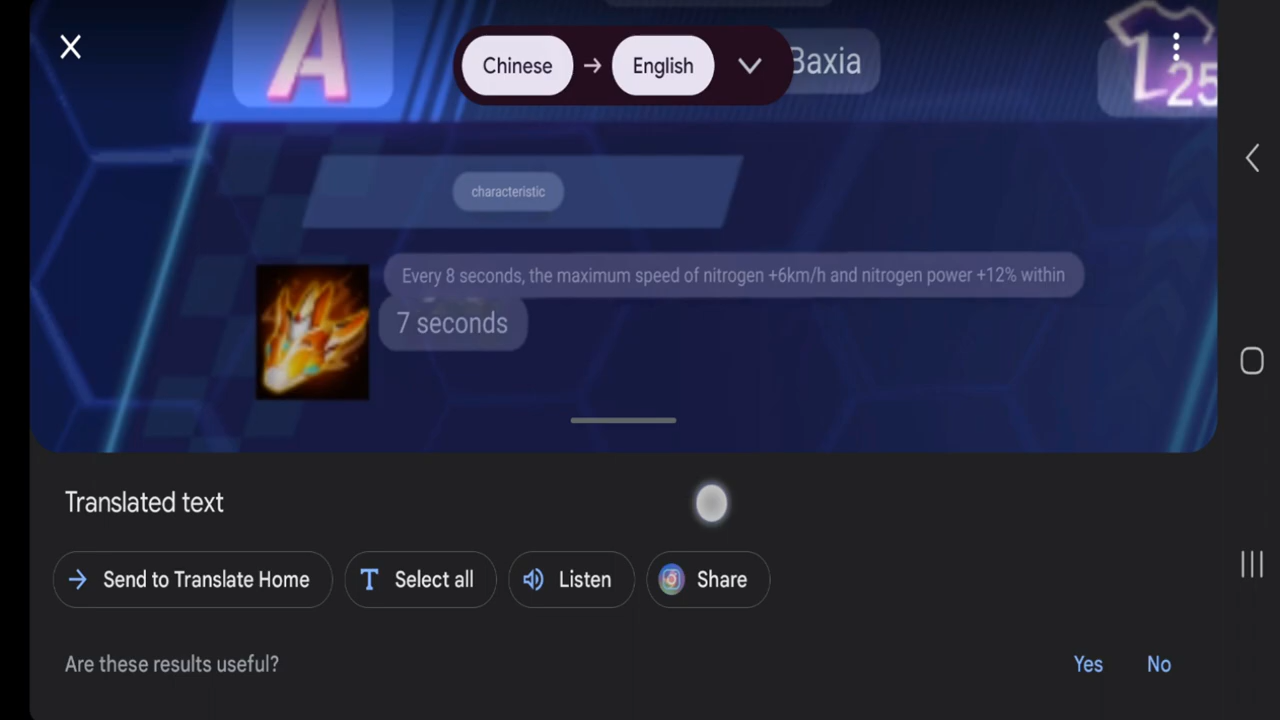 A
Chinese → English
Baxia
25
characteristic
Every 8 seconds, the maximum speed of nitrogen +6km/h and nitrogen power +12% within
7 seconds
Translated text
Send to Translate Home
Select all
Listen
Share
Are these results useful?
Yes
No